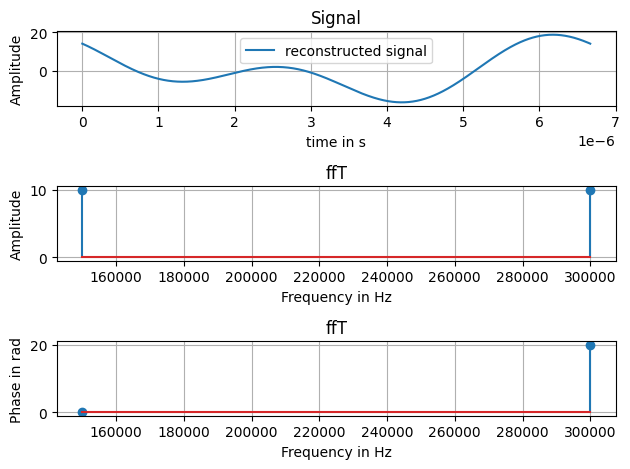 Signal
20
0
Amplitude
reconstructed signal
0 1 2 3 4 5 6 7
1e−6
time in s
ffT
10
0
Amplitude
160000 180000 200000 220000 240000 260000 280000 300000
Frequency in Hz
ffT
20
0
Phase in rad
160000 180000 200000 220000 240000 260000 280000 300000
Frequency in Hz